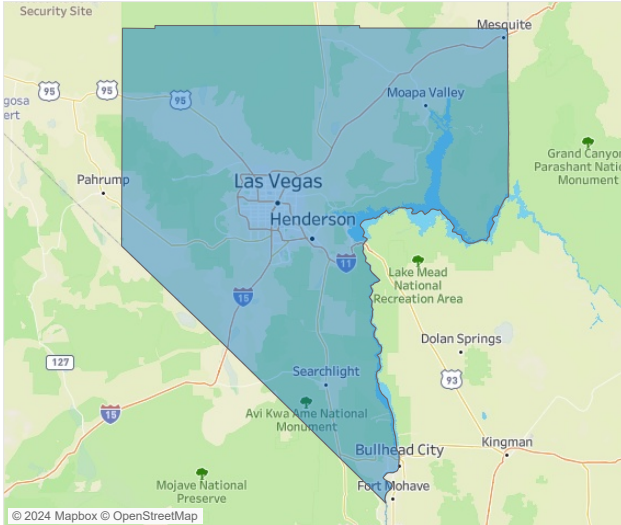 Security Site
Mesquite
95
95
95
gosa
ert
Moapa Valley
Grand Canyon
Parashant Natio
Monument
Pahrump
Las Vegas
Henderson
11
15
Lake Mead
National
Recreation Area
127
Dolan Springs
Searchlight
93
15
Avi Kwa Ame National
Monument
Bullhead City
Kingman
Mojave National
Preserve
Fort Mohave
© 2024 Mapbox © OpenStreetMap